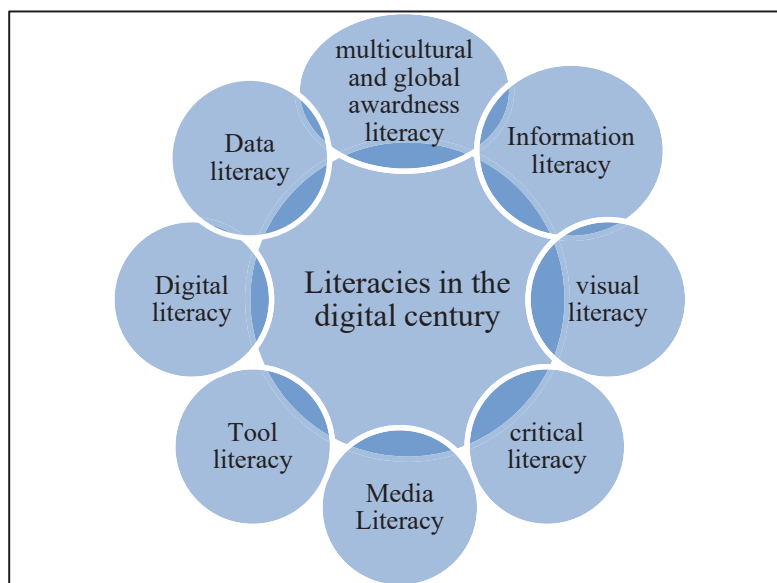 multicultural
and global
awardness
literacy
Information
literacy
visual
literacy
critical
literacy
Media
Literacy
Tool
literacy
Digital
literacy
Data
literacy
Literacies in the
digital century